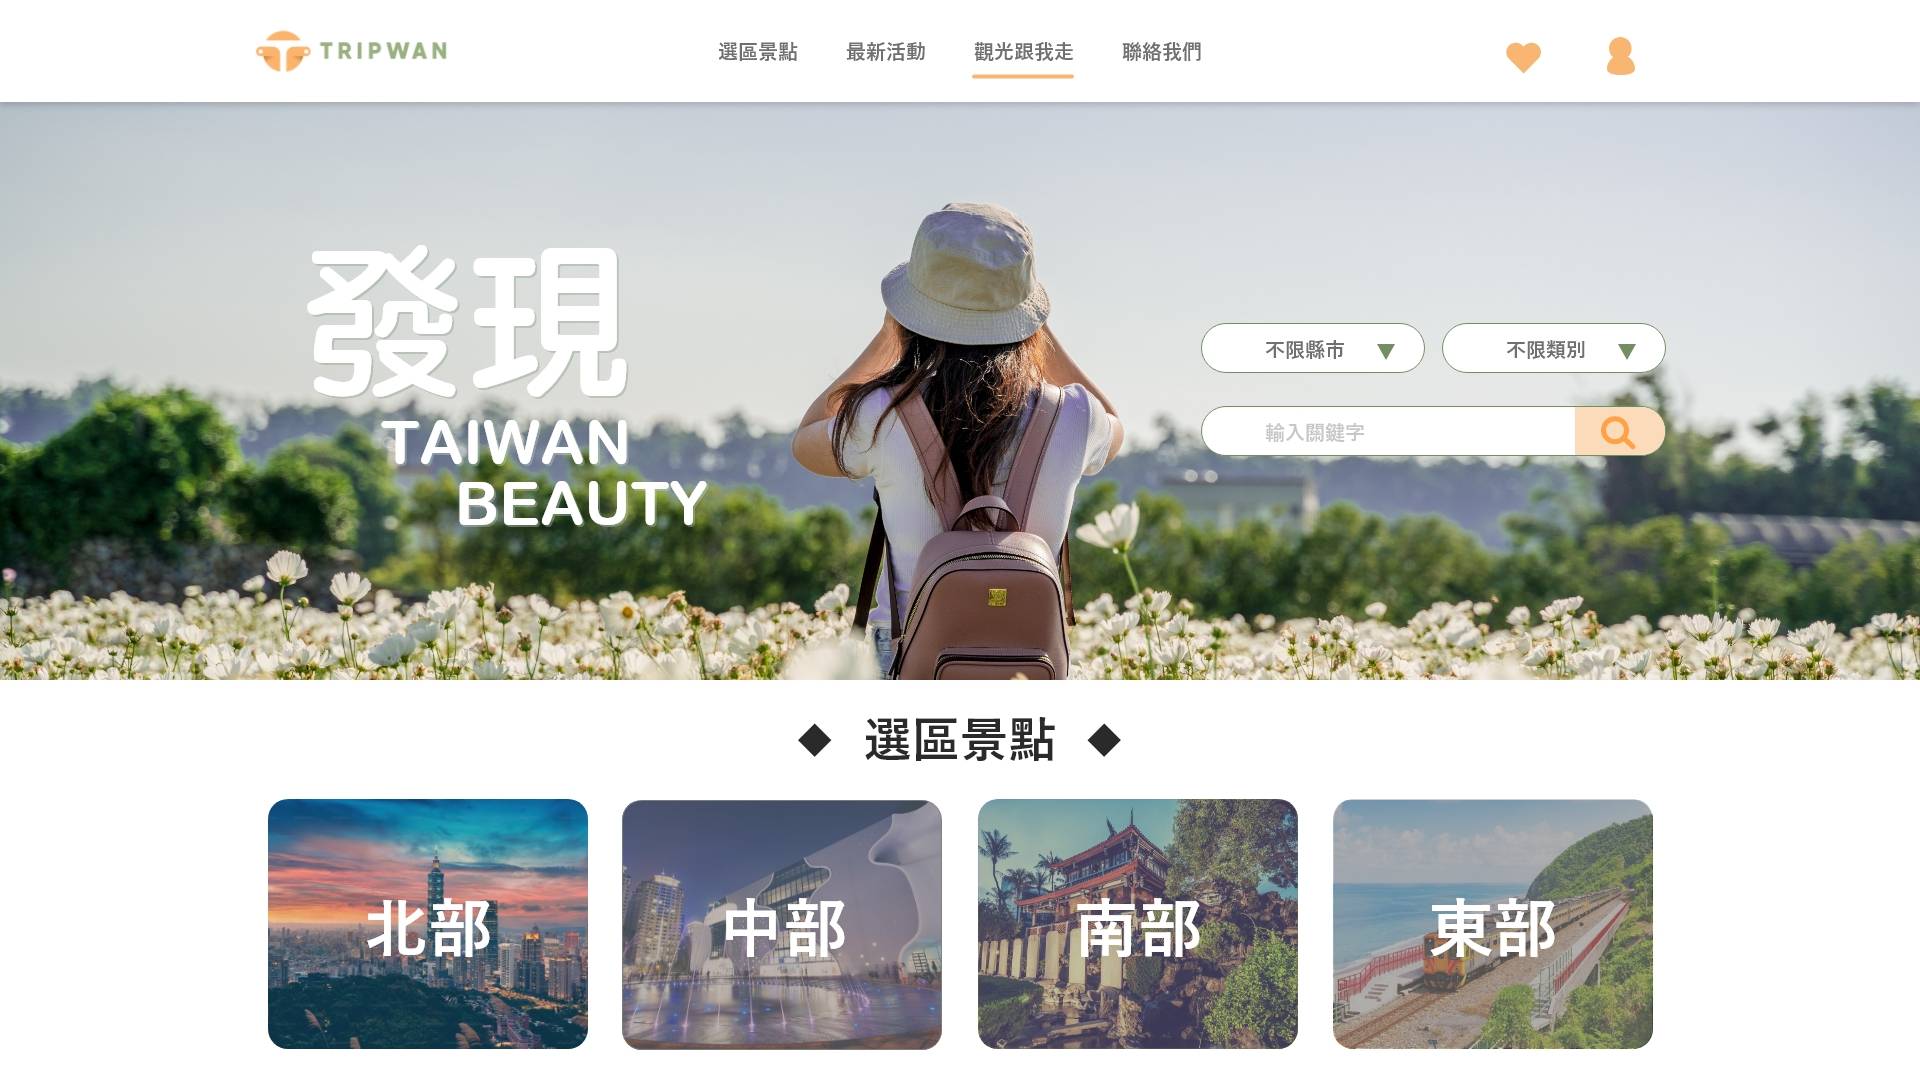 TRIPWAN
選區景點 最新活動 觀光跟我走 聯絡我們
發現
TAIWAN
BEAUTY
不限縣市 不限類別
輸入關鍵字
選區景點
北部 中部 南部 東部